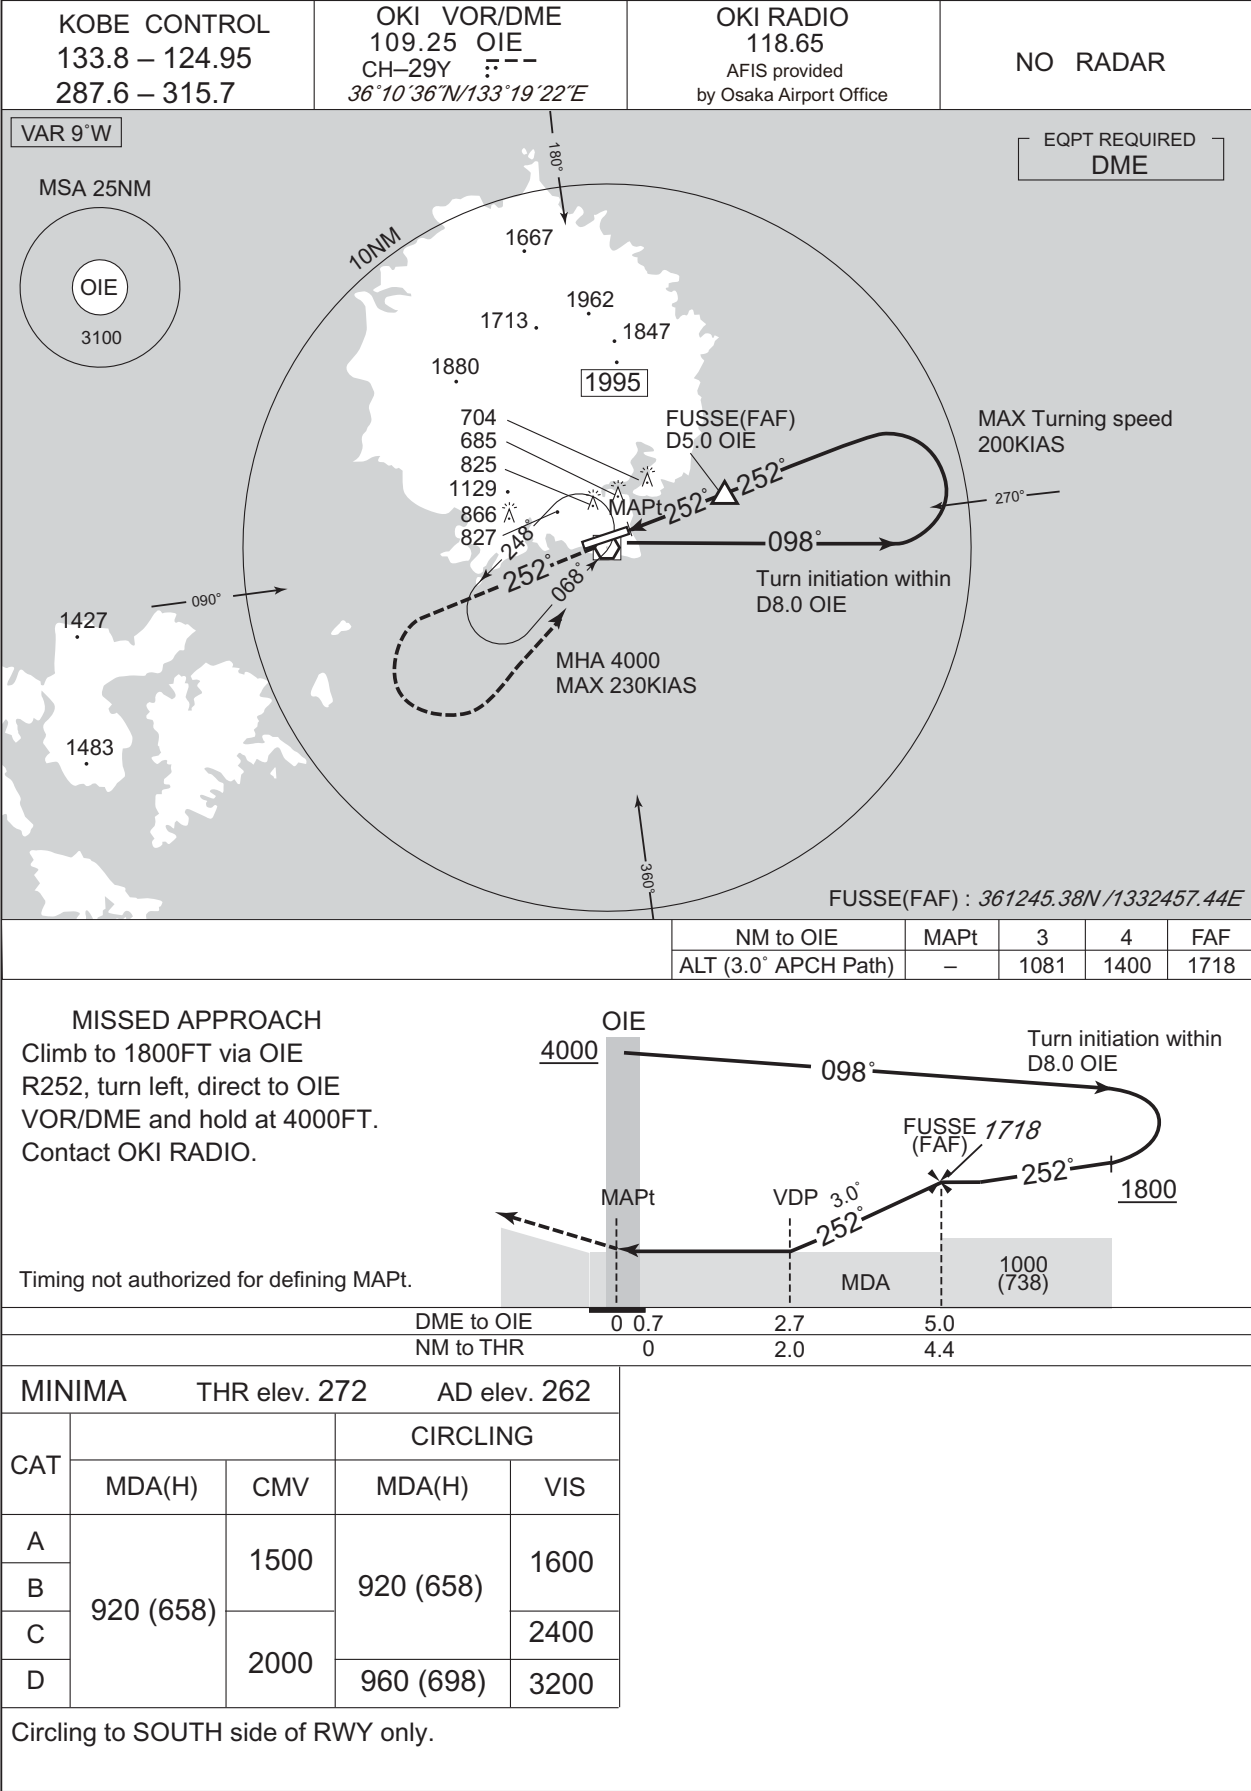 KOBE CONTROL
133.8 – 124.95
287.6 – 315.7
OKI VOR/DME
109.25 OIE
CH–29Y
36°10´36˝N/133°19´22˝E
OKI RADIO
118.65
AFIS provided
by Osaka Airport Office
NO RADAR
VAR 9°W
EQPT REQUIRED
DME
MSA 25NM
OIE
3100
180°
10NM
1667
1962
1713
1847
1880
1995
704
685
825
1129
866
827
FUSSE(FAF)
D5.0 OIE
MAX Turning speed
200KIAS
MAPt
252°
252°
270°
098°
248°
252°
068°
Turn initiation within
D8.0 OIE
090°
1427
1483
MHA 4000
MAX 230KIAS
360°
FUSSE(FAF) : 361245.38N /1332457.44E
NM to OIE MAPt 3 4 FAF
ALT (3.0° APCH Path) – 1081 1400 1718
MISSED APPROACH
Climb to 1800FT via OIE
R252, turn left, direct to OIE
VOR/DME and hold at 4000FT.
Contact OKI RADIO.
Timing not authorized for defining MAPt.
OIE
4000
098°
Turn initiation within
D8.0 OIE
FUSSE
(FAF)
1718
252°
1800
MAPt
VDP
3.0°
252°
MDA
1000
(738)
DME to OIE 0 0.7 2.7 5.0
NM to THR 0 2.0 4.4
MINIMA THR elev. 272 AD elev. 262
CAT
CIRCLING
MDA(H) CMV MDA(H) VIS
A
B
C
D
920 (658)
1500
2000
920 (658)
960 (698)
1600
2400
3200
Circling to SOUTH side of RWY only.